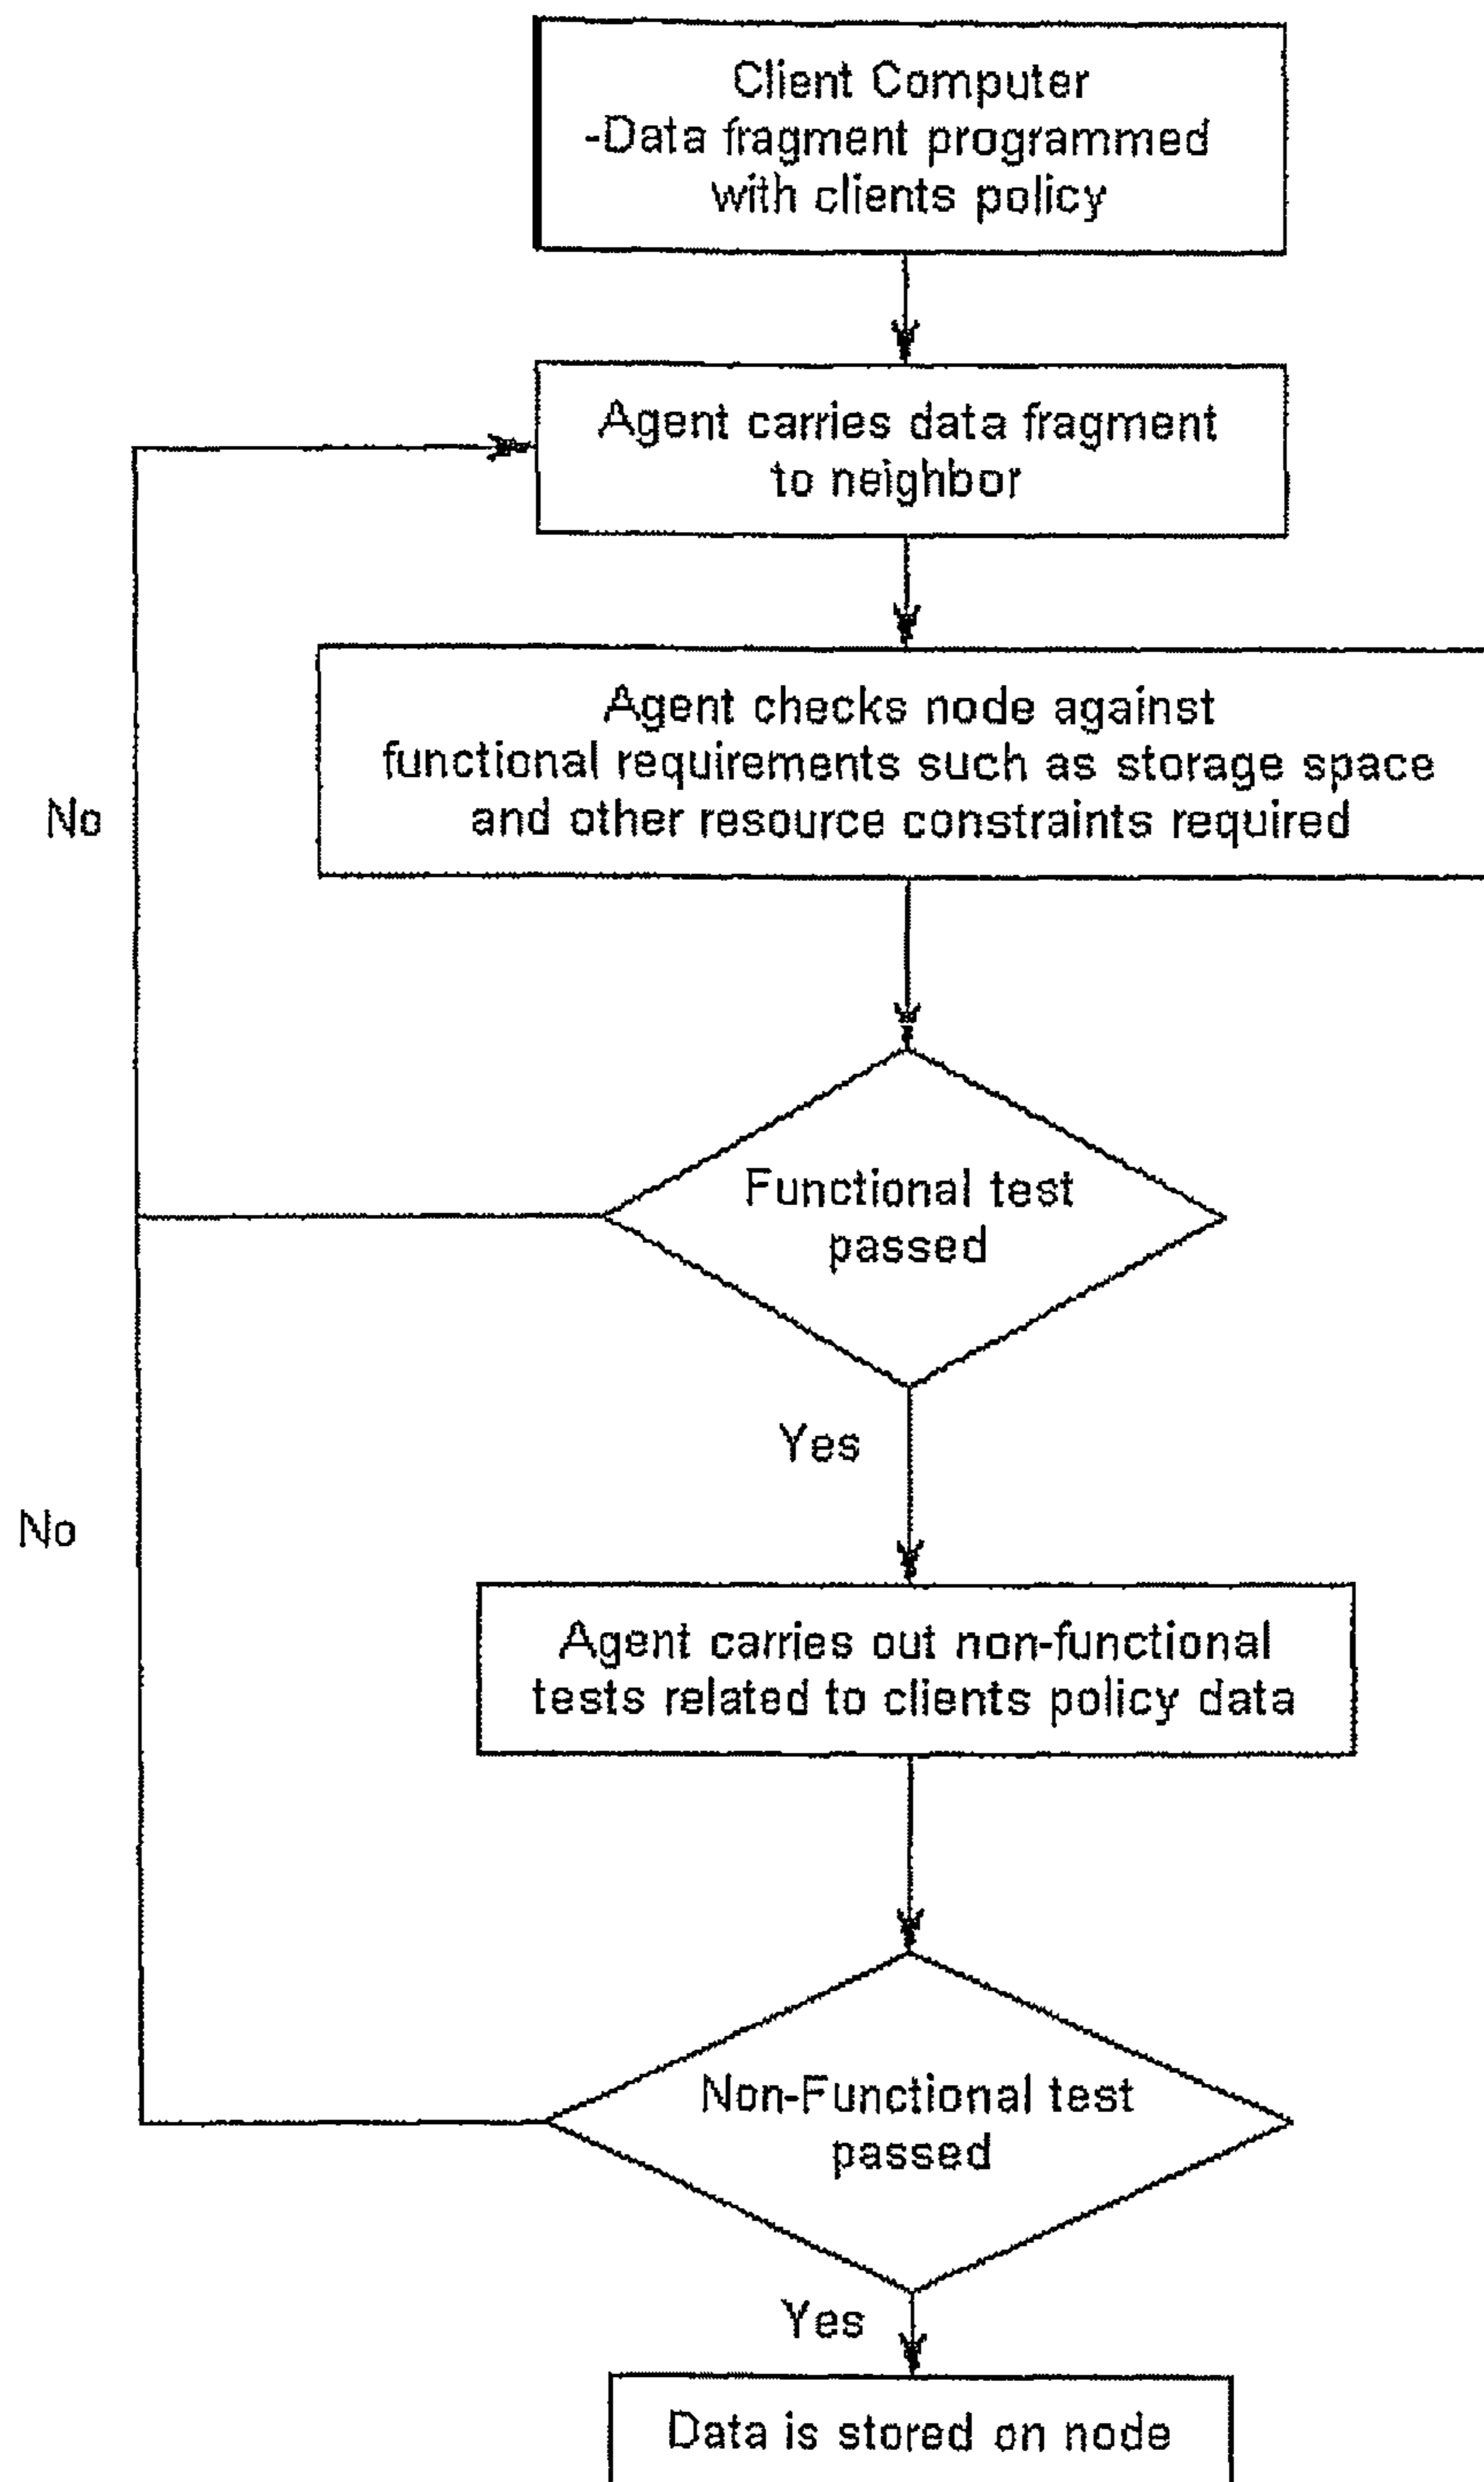 Client Computer
-Data fragment programmed
with clients policy
Agent carries data fragment
to neighbor
Agent checks node against
functional requirements such as storage space
and other resource constraints required
No
Functional test
passed
Yes
No
Agent carries out non-functional
tests related to clients policy data
Non-Functional test
passed
Yes
Data is stored on node